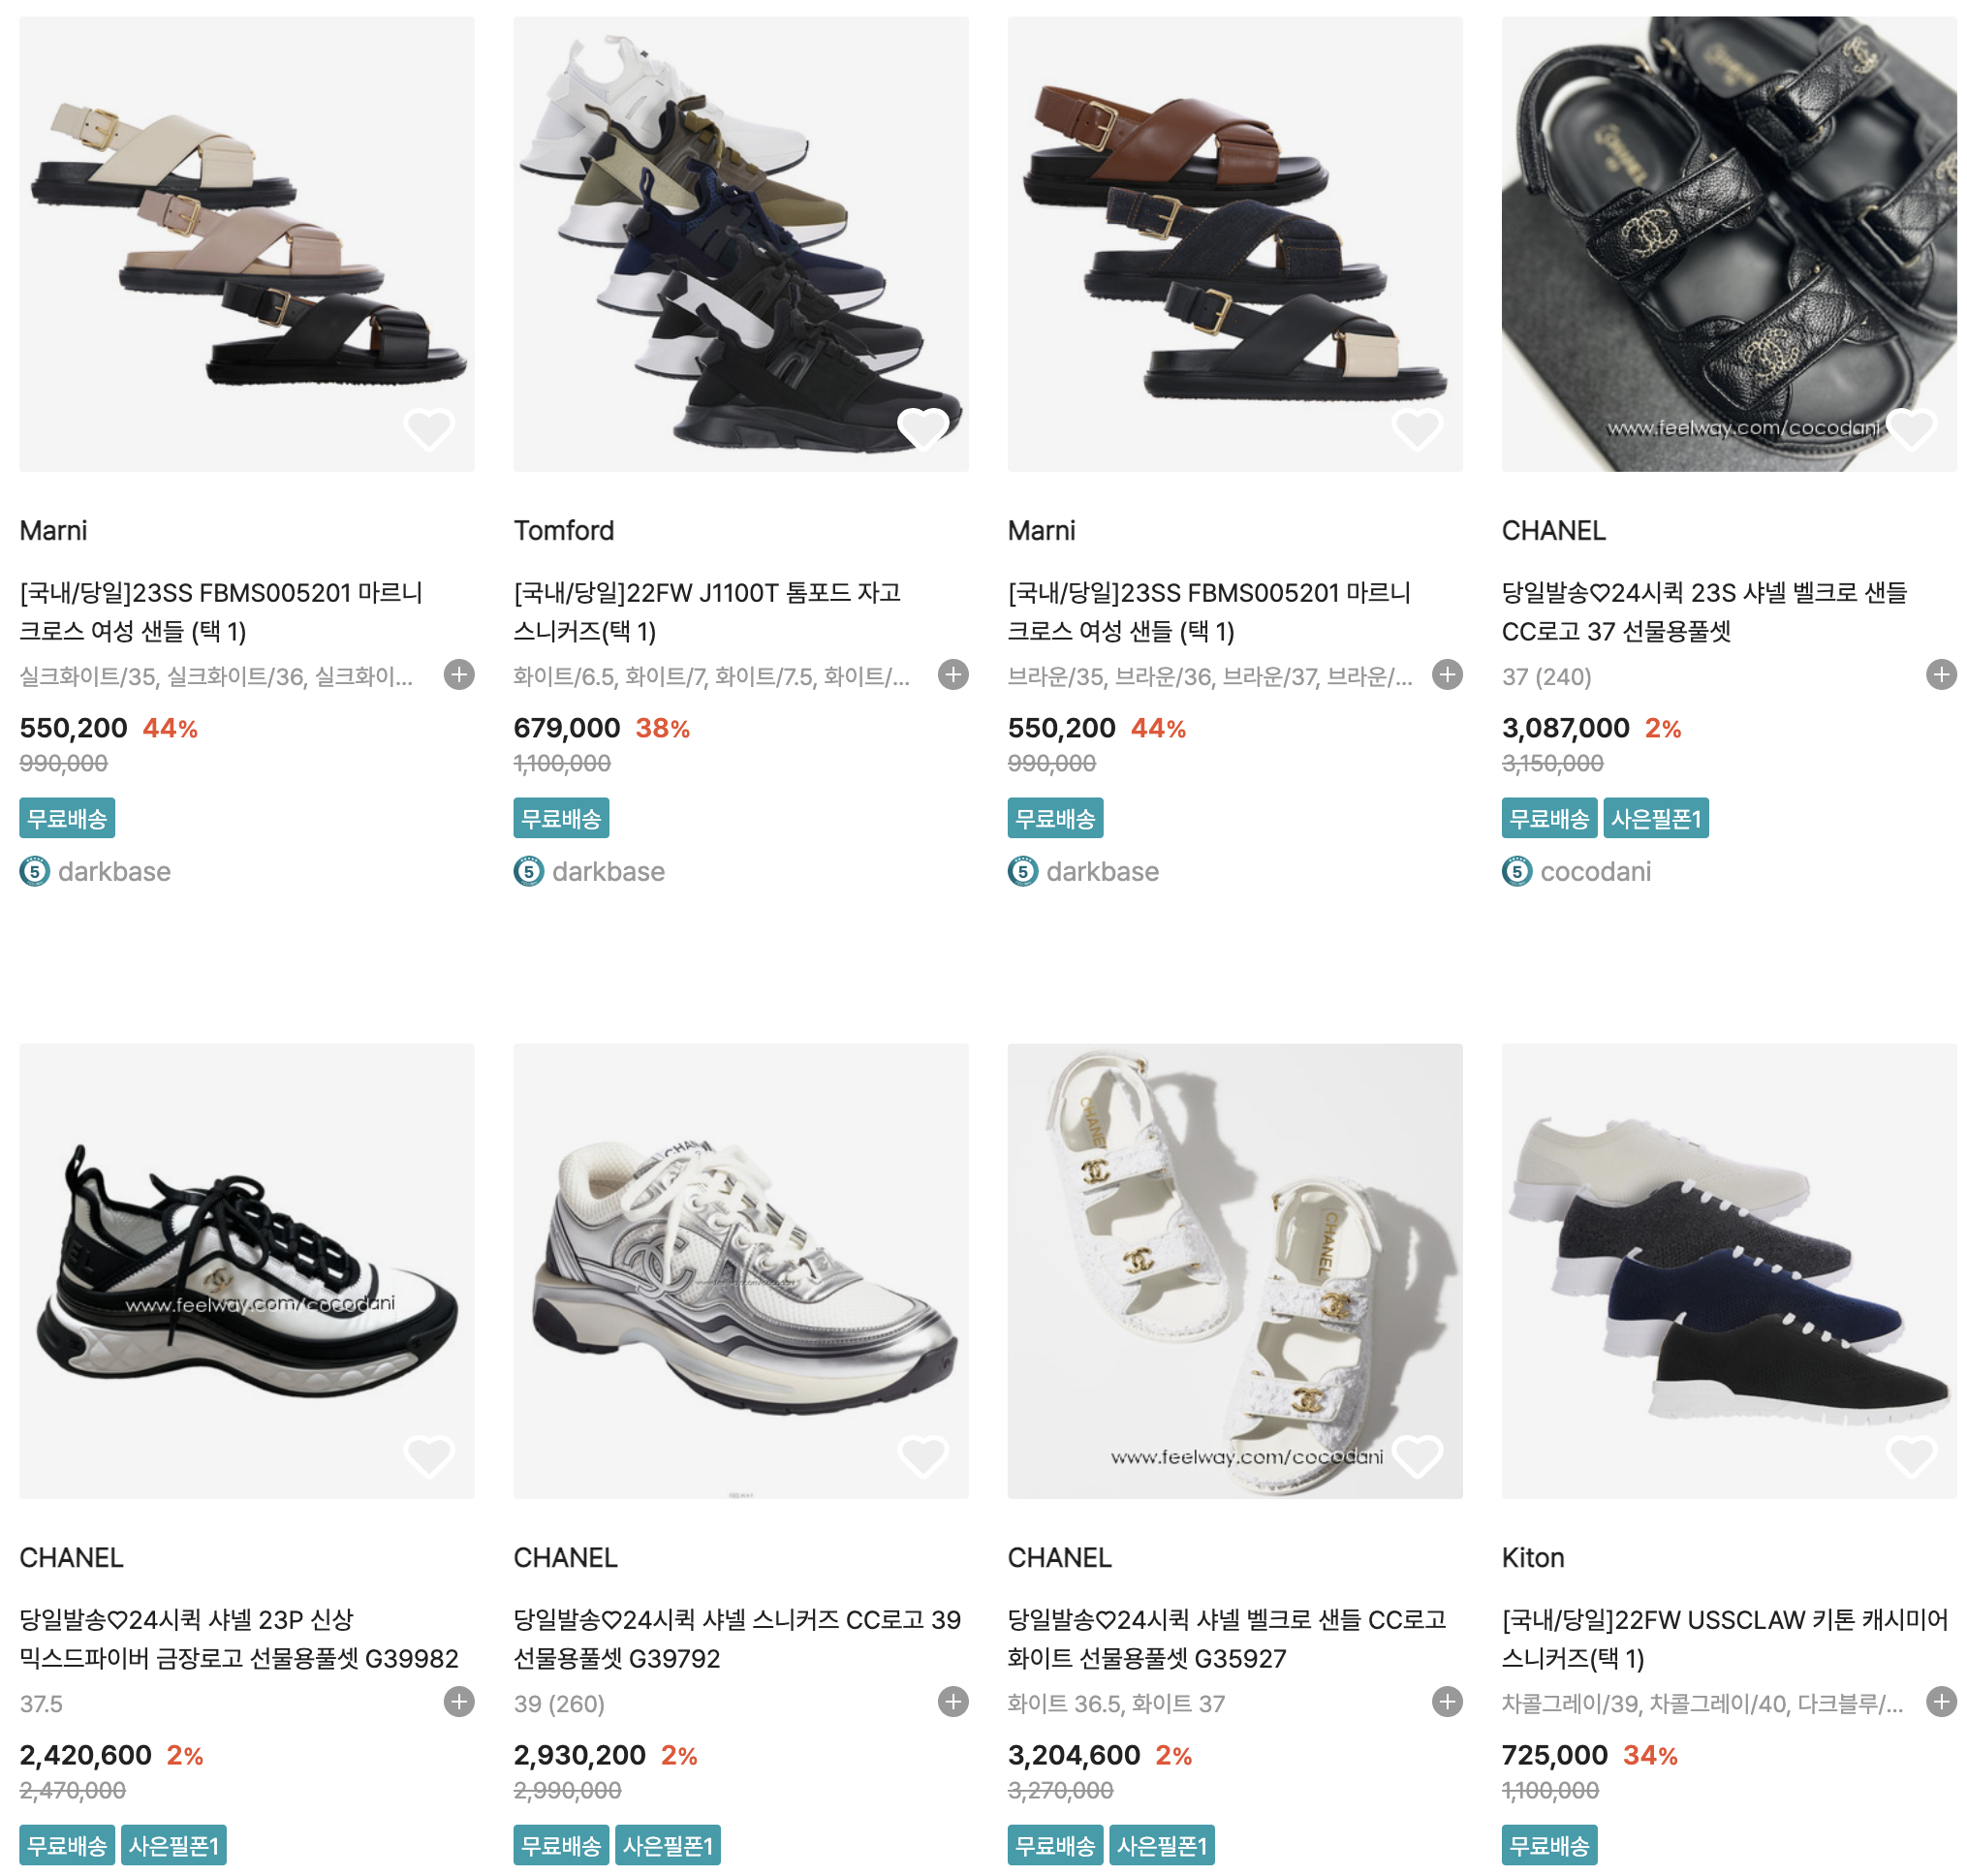 www.feelway.com/cocodani
Marni
[국내/당일]23SS FBMS005201 마르니
크로스 여성 샌들 (택 1)
실크화이트/35, 실크화이트/36, 실크화이...
550,200 44%
990,000
무료배송
5 darkbase
Tomford
[국내/당일]22FW J1100T 톰포드 자고
스니커즈(택 1)
화이트/6.5, 화이트/7, 화이트/7.5, 화이트/...
679,000 38%
1,100,000
무료배송
5 darkbase
Marni
[국내/당일]23SS FBMS005201 마르니
크로스 여성 샌들 (택 1)
브라운/35, 브라운/36, 브라운/37, 브라운/...
550,200 44%
990,000
무료배송
5 darkbase
CHANEL
당일발송♡24시퀵 23S 샤넬 벨크로 샌들
CC로고 37 선물용풀셋
37 (240)
3,087,000 2%
3,150,000
무료배송 사은필폰1
5 cocodani
www.feelway.com/cocodani
CHANEL
CHANEL
www.feelway.com/cocodani
CHANEL
당일발송♡24시퀵 샤넬 23P 신상
믹스드파이버 금장로고 선물용풀셋 G39982
37.5
2,420,600 2%
2,470,000
무료배송 사은필폰1
CHANEL
당일발송♡24시퀵 샤넬 스니커즈 CC로고 39
선물용풀셋 G39792
39 (260)
2,930,200 2%
2,990,000
무료배송 사은필폰1
CHANEL
당일발송♡24시퀵 샤넬 벨크로 샌들 CC로고
화이트 선물용풀셋 G35927
화이트 36.5, 화이트 37
3,204,600 2%
3,270,000
무료배송 사은필폰1
Kiton
[국내/당일]22FW USSCLAW 키톤 캐시미어
스니커즈(택 1)
차콜그레이/39, 차콜그레이/40, 다크블루/...
725,000 34%
1,100,000
무료배송